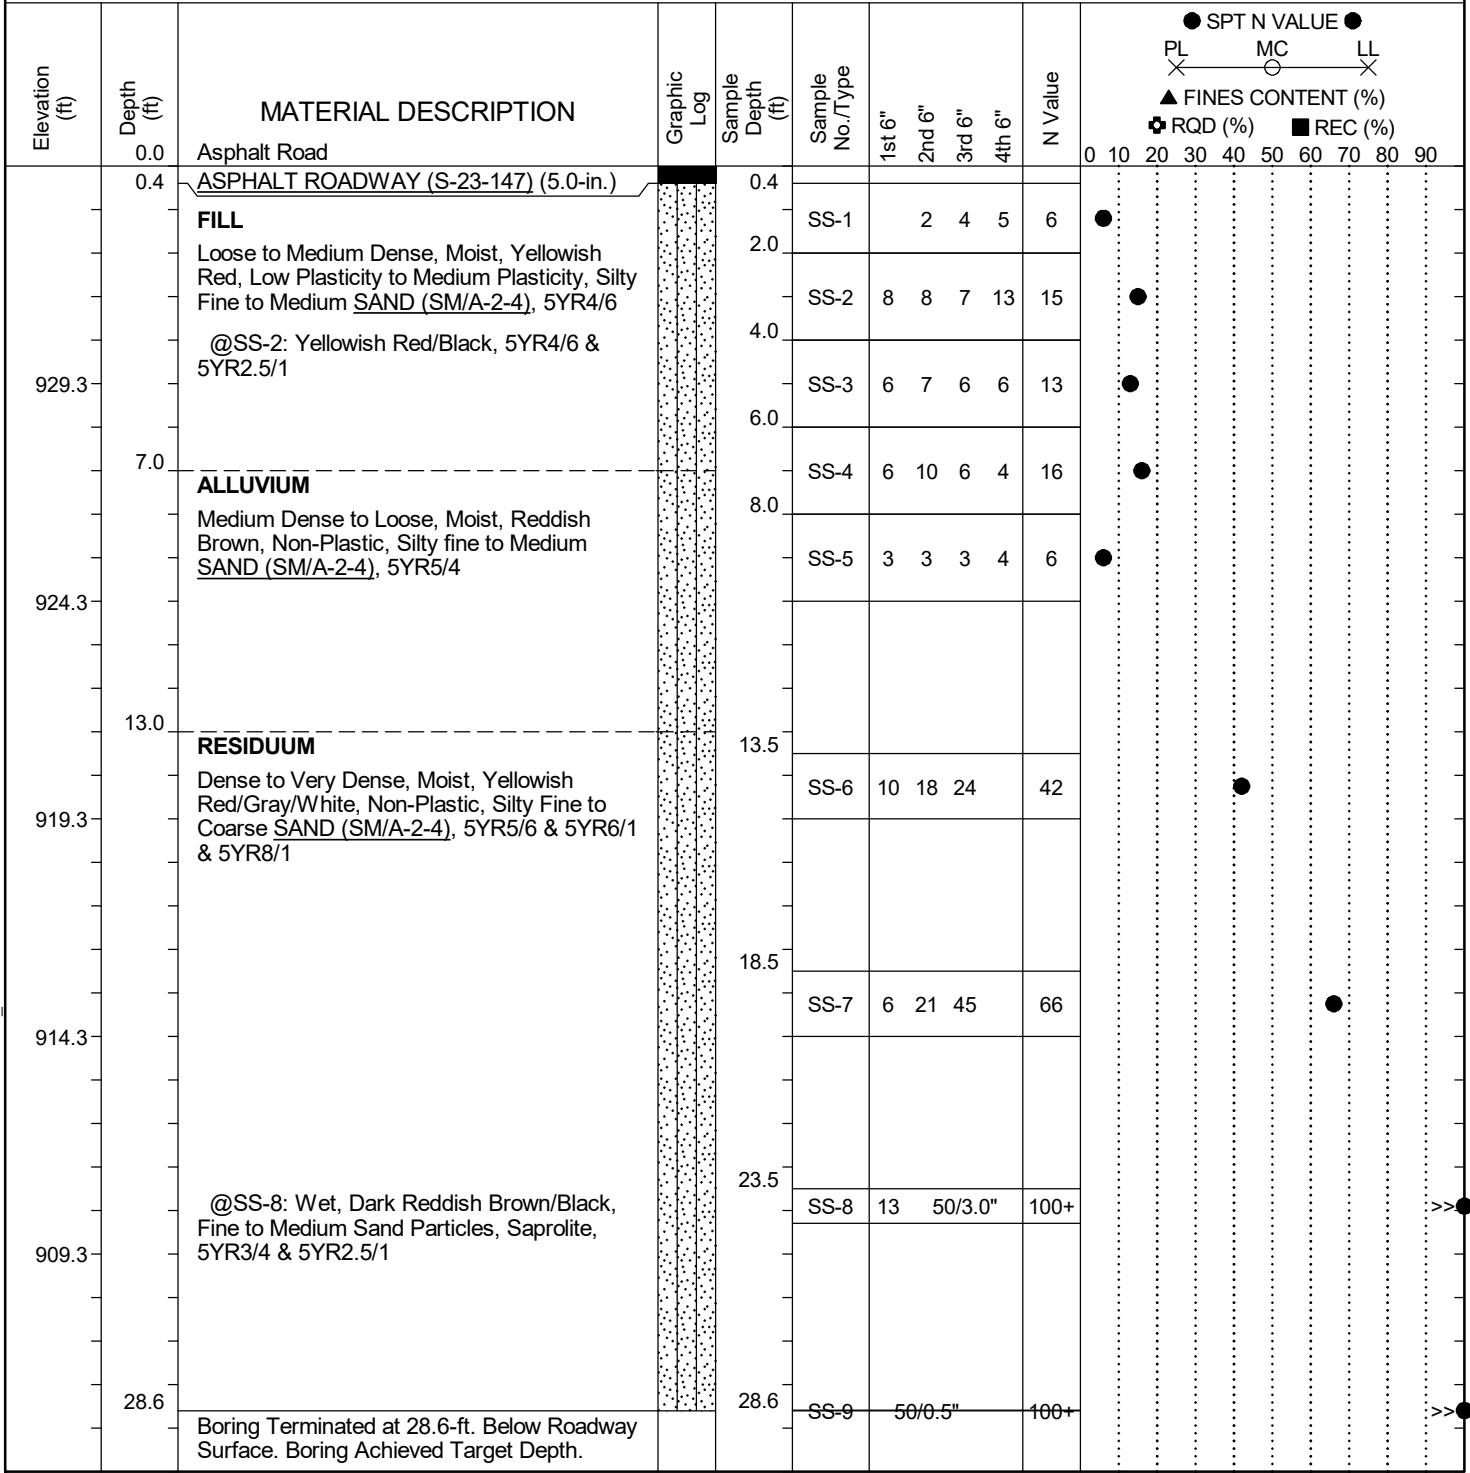 ● SPT N VALUE ●
PL MC LL
▲ FINES CONTENT (%)
RQD (%) ■ REC (%)
Elevation (ft) Depth (ft) MATERIAL DESCRIPTION Graphic Log Sample Depth (ft) Sample No./Type 1st 6" 2nd 6" 3rd 6" 4th 6" N Value
0.0 Asphalt Road 0 10 20 30 40 50 60 70 80 90
0.4 ASPHALT ROADWAY (S-23-147) (5.0-in.) 0.4
FILL SS-1 2 4 5 6
2.0
Loose to Medium Dense, Moist, Yellowish
Red, Low Plasticity to Medium Plasticity, Silty
Fine to Medium SAND (SM/A-2-4), 5YR4/6 SS-2 8 8 7 13 15
4.0
@SS-2: Yellowish Red/Black, 5YR4/6 &
5YR2.5/1
929.3 SS-3 6 7 6 6 13
6.0
7.0 SS-4 6 10 6 4 16
ALLUVIUM
8.0
Medium Dense to Loose, Moist, Reddish
Brown, Non-Plastic, Silty fine to Medium
SAND (SM/A-2-4), 5YR5/4 SS-5 3 3 3 4 6
924.3
13.0
RESIDUUM 13.5
Dense to Very Dense, Moist, Yellowish SS-6 10 18 24 42
Red/Gray/White, Non-Plastic, Silty Fine to
919.3 Coarse SAND (SM/A-2-4), 5YR5/6 & 5YR6/1
& 5YR8/1
18.5
SS-7 6 21 45 66
914.3
23.5
@SS-8: Wet, Dark Reddish Brown/Black, SS-8 13 50/3.0" 100+ >>
Fine to Medium Sand Particles, Saprolite,
909.3 5YR3/4 & 5YR2.5/1
28.6 28.6
SS-9 50/0.5" 100+ >>
Boring Terminated at 28.6-ft. Below Roadway
Surface. Boring Achieved Target Depth.